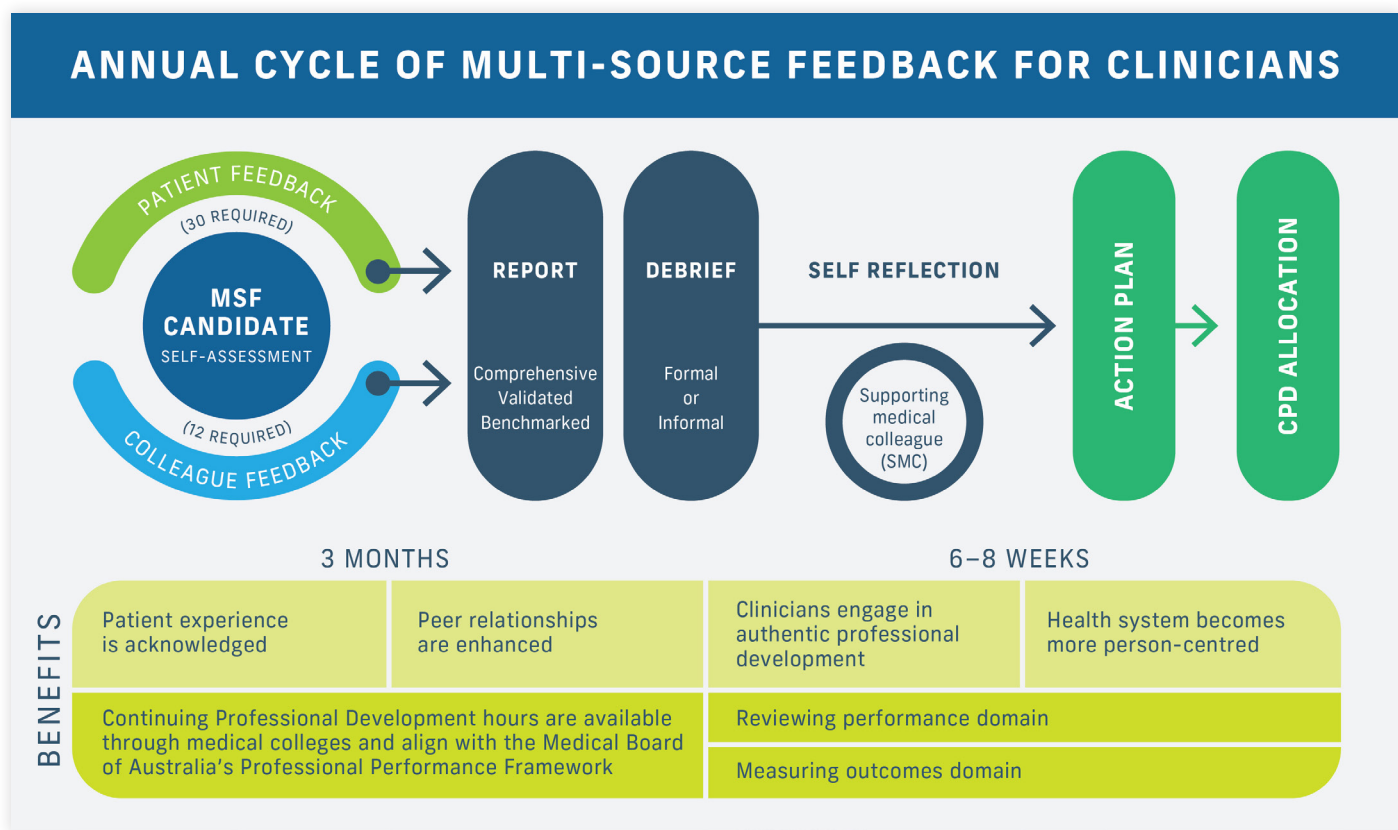 ANNUAL CYCLE OF MULTI-SOURCE FEEDBACK FOR CLINICIANS
PATIENT FEEDBACK
(30 REQUIRED)
MSF
CANDIDATE
SELF-ASSESSMENT
(12 REQUIRED)
COLLEAGUE FEEDBACK
REPORT
Comprehensive
Validated
Benchmarked
DEBRIEF
Formal
or
Informal
SELF REFLECTION
Supporting
medical
colleague
(SMC)
ACTION PLAN
CPD ALLOCATION
3 MONTHS
6–8 WEEKS
BENEFITS
Patient experience
is acknowledged
Peer relationships
are enhanced
Clinicians engage in
authentic professional
development
Health system becomes
more person-centred
Continuing Professional Development hours are available
through medical colleges and align with the Medical Board
of Australia's Professional Performance Framework
Reviewing performance domain
Measuring outcomes domain